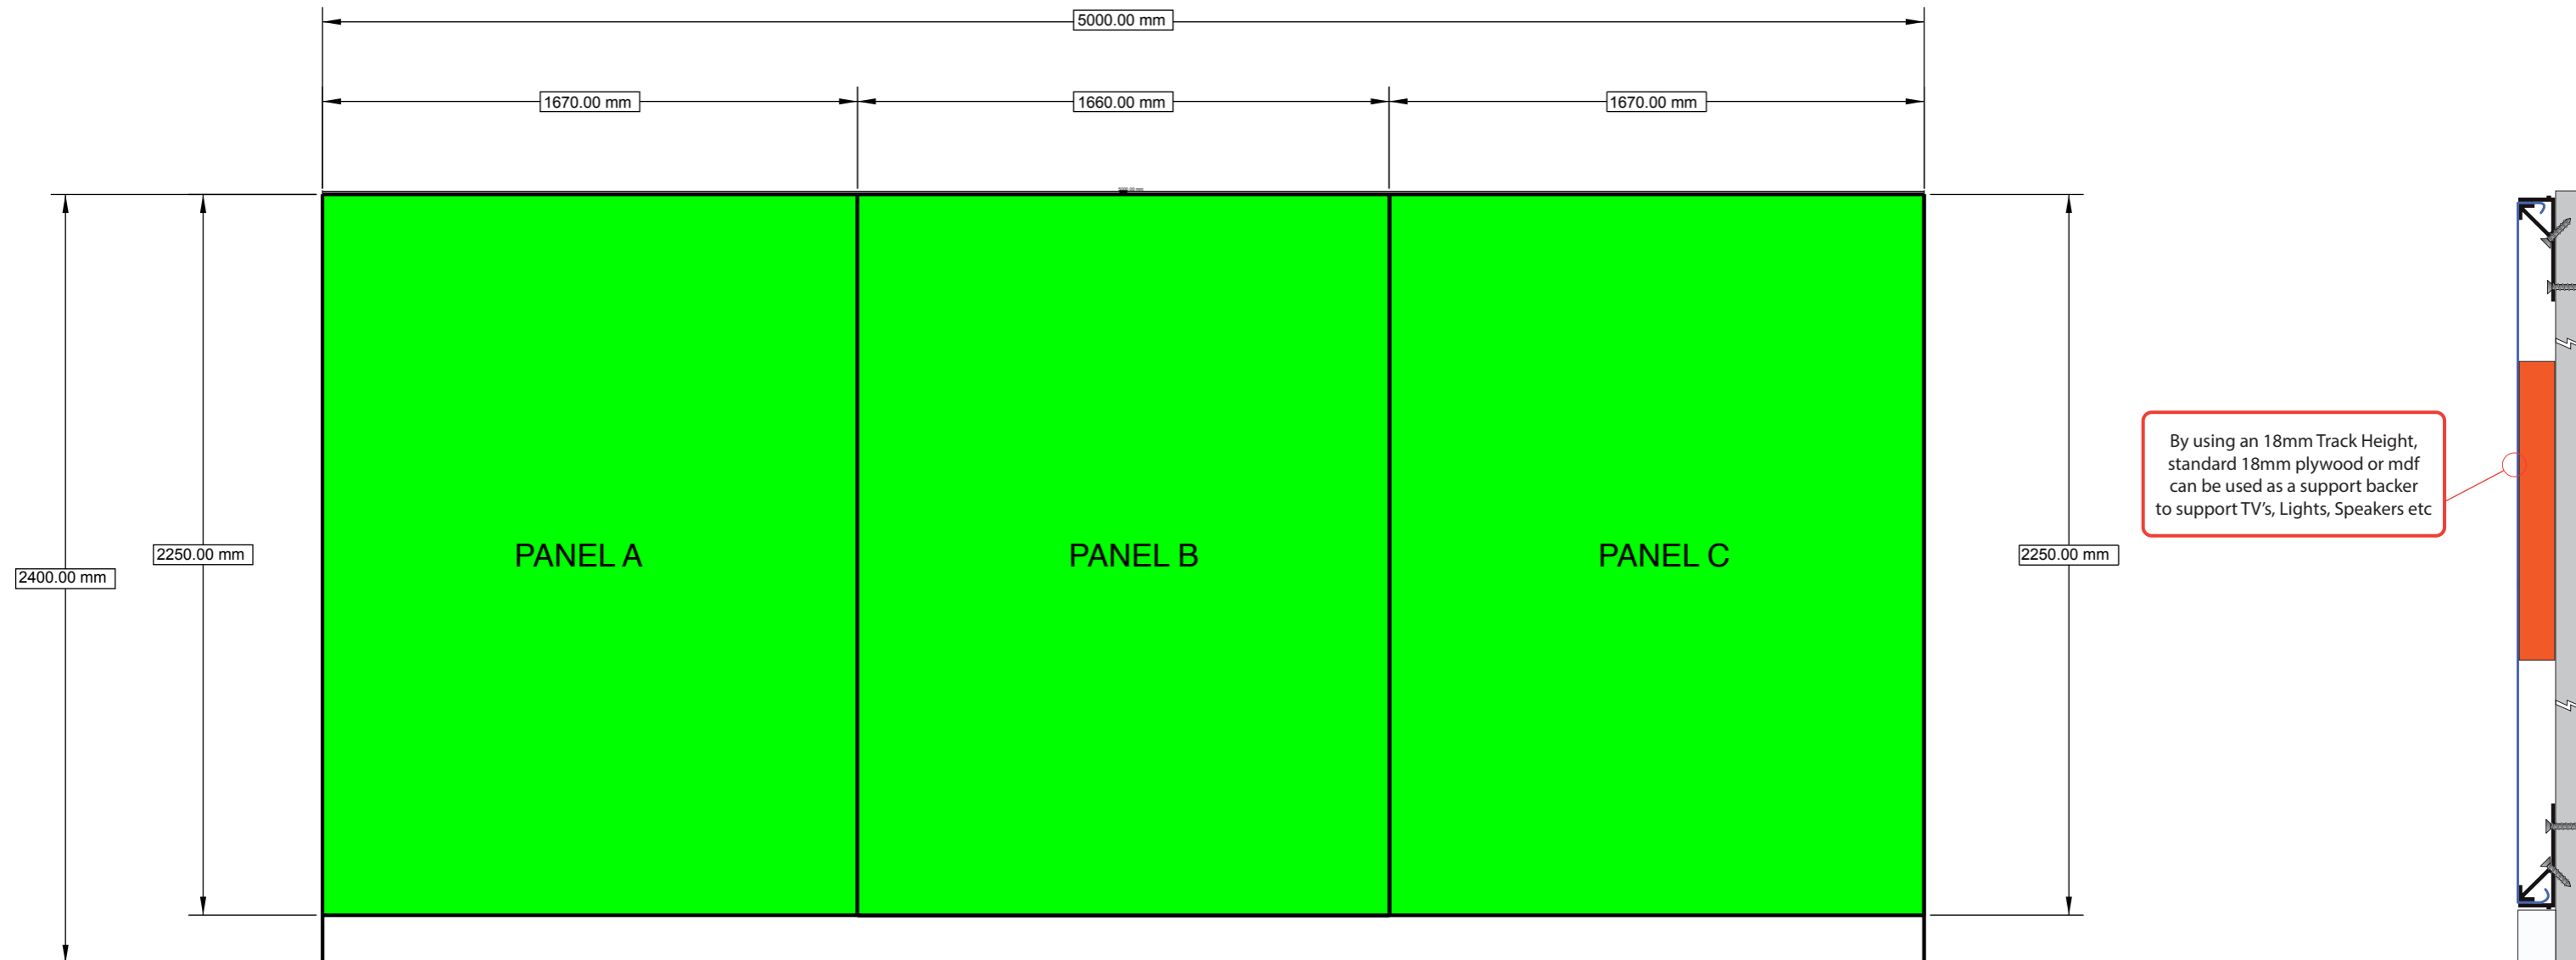 5000.00 mm
1670.00 mm
1660.00 mm
1670.00 mm
2400.00 mm
2250.00 mm
PANEL A
PANEL B
PANEL C
2250.00 mm
By using an 18mm Track Height,
standard 18mm plywood or mdf
can be used as a support backer
to support TV's, Lights, Speakers etc